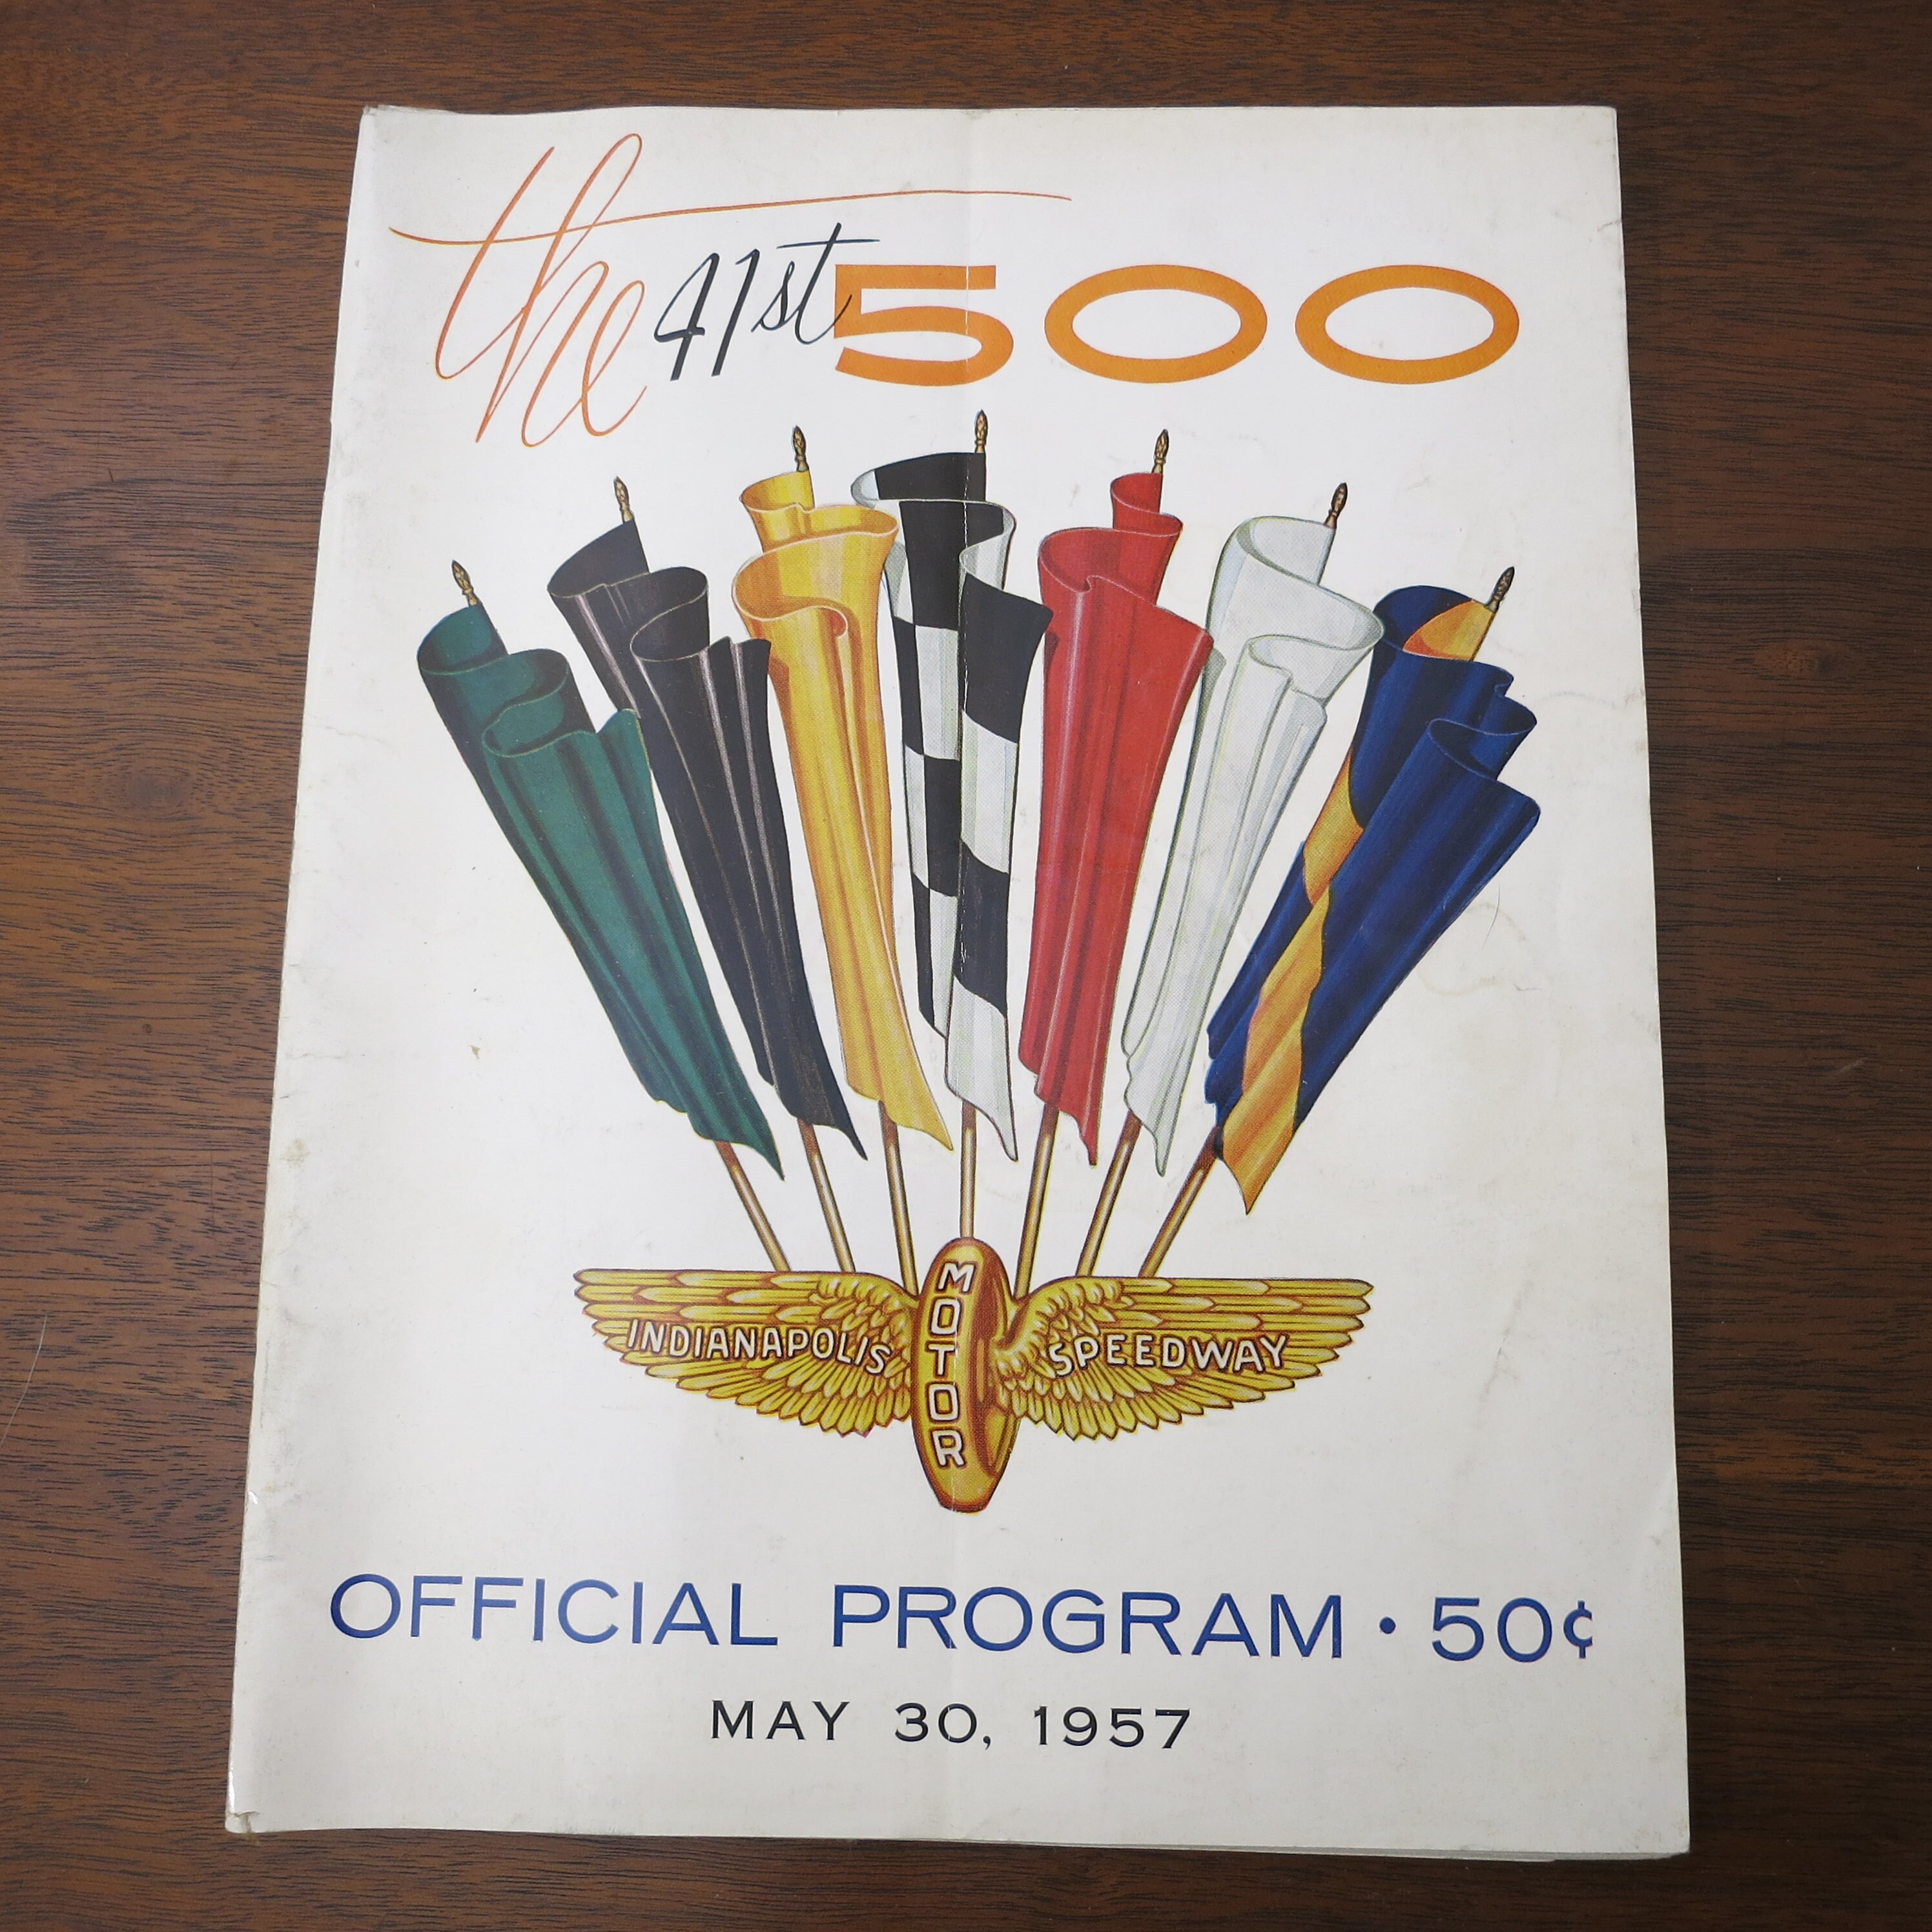 the 41st 500
INDIANAPOLIS MOTOR SPEEDWAY
OFFICIAL PROGRAM • 50¢
MAY 30, 1957